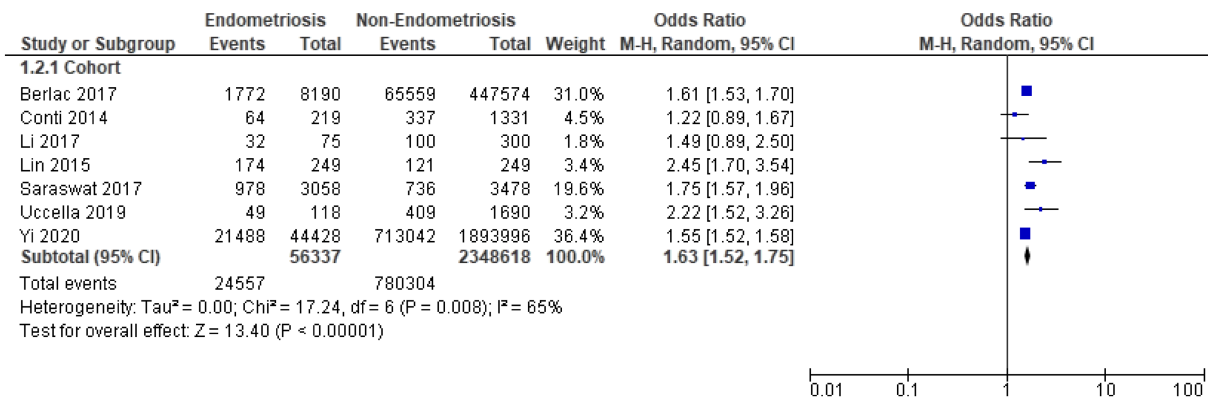 Endometriosis Non-Endometriosis Odds Ratio Odds Ratio
Study or Subgroup Events Total Events Total Weight M-H, Random, 95% CI M-H, Random, 95% CI
1.2.1 Cohort
Berlac 2017 1772 8190 65559 447574 31.0% 1.61 [1.53, 1.70]
Conti 2014 64 219 337 1331 4.5% 1.22 [0.89, 1.67]
Li 2017 32 75 100 300 1.8% 1.49 [0.89, 2.50]
Lin 2015 174 249 121 249 3.4% 2.45 [1.70, 3.54]
Saraswat 2017 978 3058 736 3478 19.6% 1.75 [1.57, 1.96]
Uccella 2019 49 118 409 1690 3.2% 2.22 [1.52, 3.26]
Yi 2020 21488 44428 713042 1893996 36.4% 1.55 [1.52, 1.58]
Subtotal (95% CI) 56337 2348618 100.0% 1.63 [1.52, 1.75]
Total events 24557 780304
Heterogeneity: Tau² = 0.00; Chi² = 17.24, df = 6 (P = 0.008); I² = 65%
Test for overall effect: Z = 13.40 (P < 0.00001)
0.01 0.1 1 10 100